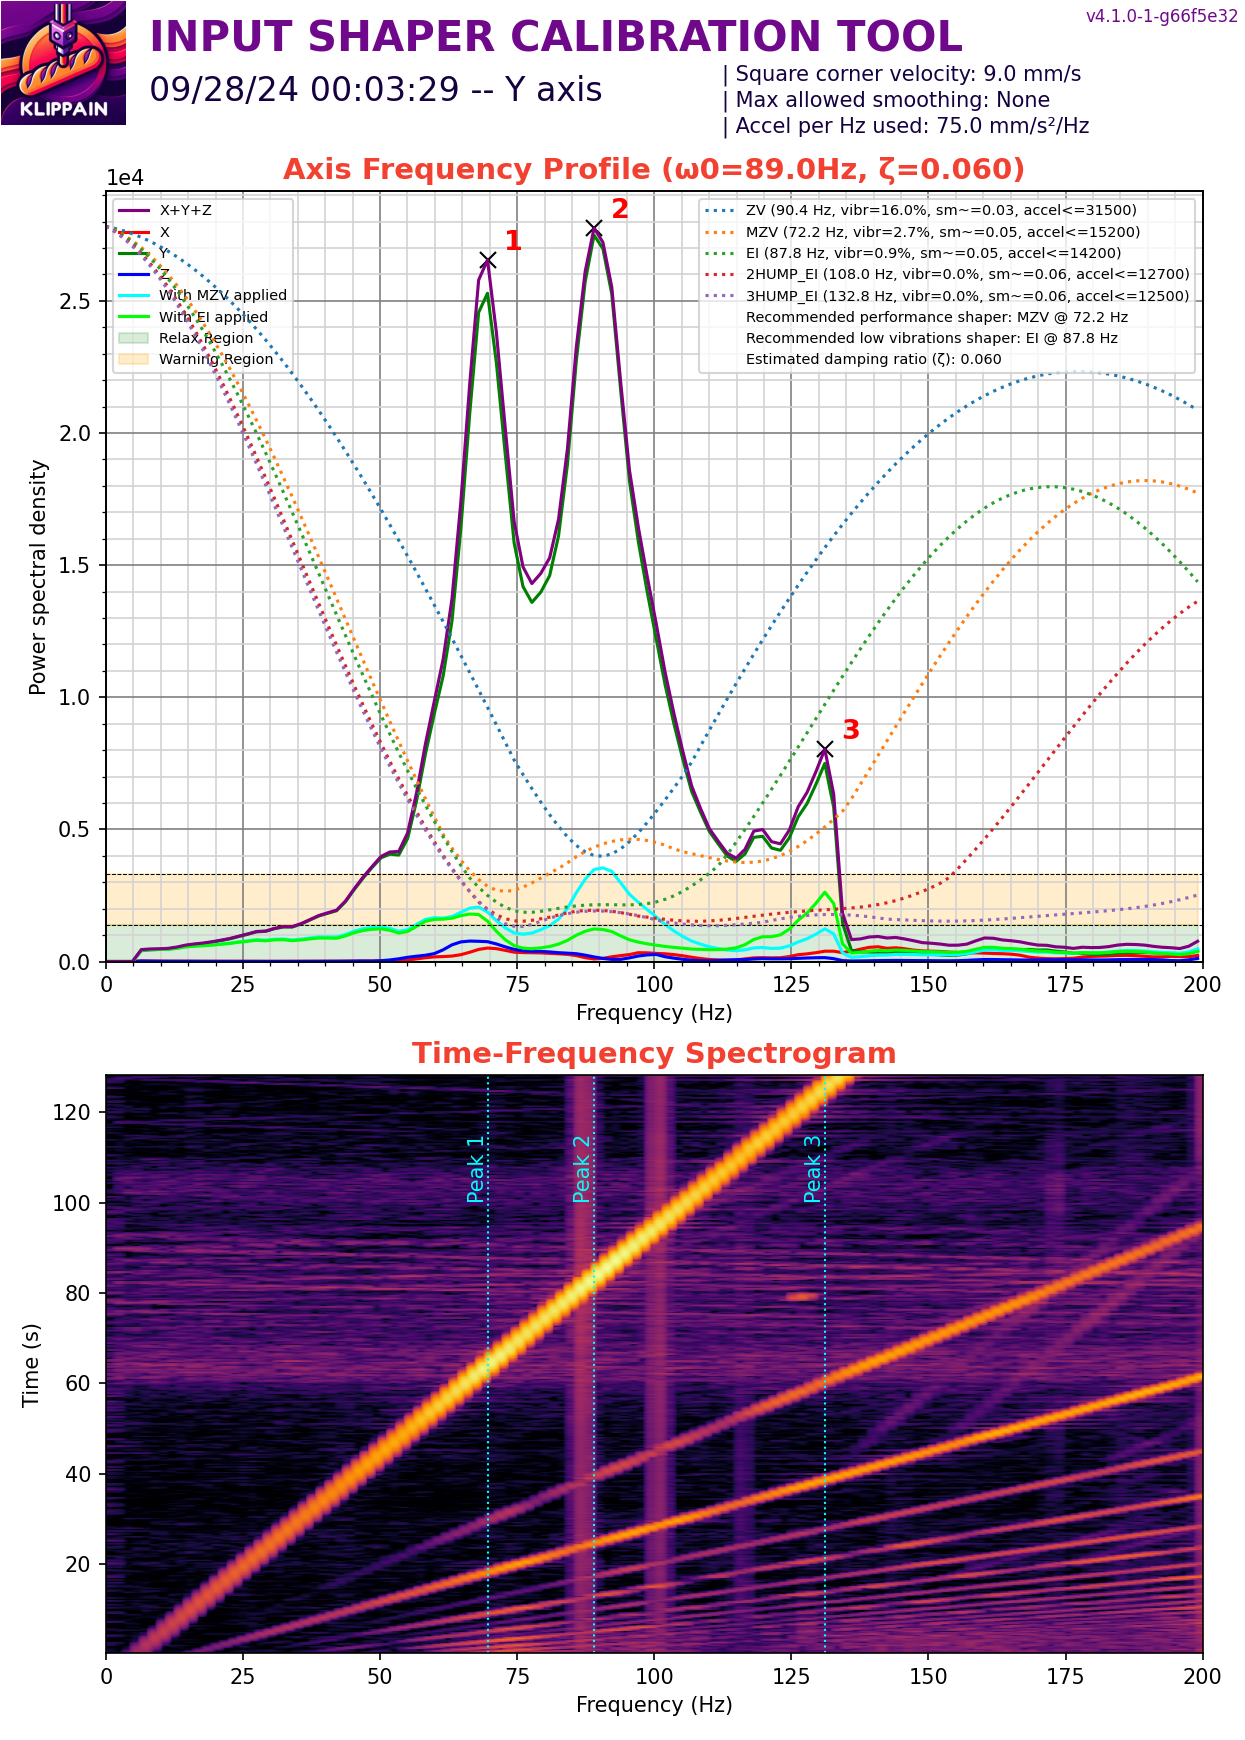 v4.1.0-1-g66f5e32
INPUT SHAPER CALIBRATION TOOL
KLIPPAIN
09/28/24 00:03:29 -- Y axis
| Square corner velocity: 9.0 mm/s
| Max allowed smoothing: None
| Accel per Hz used: 75.0 mm/s²/Hz
Axis Frequency Profile (ω0=89.0Hz, ζ=0.060)
1e4
X+Y+Z
X
Y
Z
With MZV applied
With EI applied
Relax Region
Warning Region
ZV (90.4 Hz, vibr=16.0%, sm~=0.03, accel<=31500)
MZV (72.2 Hz, vibr=2.7%, sm~=0.05, accel<=15200)
EI (87.8 Hz, vibr=0.9%, sm~=0.05, accel<=14200)
2HUMP_EI (108.0 Hz, vibr=0.0%, sm~=0.06, accel<=12700)
3HUMP_EI (132.8 Hz, vibr=0.0%, sm~=0.06, accel<=12500)
Recommended performance shaper: MZV @ 72.2 Hz
Recommended low vibrations shaper: EI @ 87.8 Hz
Estimated damping ratio (ζ): 0.060
1
2
3
Power spectral density
2.5
2.0
1.5
1.0
0.5
0.0
0 25 50 75 100 125 150 175 200
Frequency (Hz)
Time-Frequency Spectrogram
Time (s)
120
100
80
60
40
20
Peak 1
Peak 2
Peak 3
0 25 50 75 100 125 150 175 200
Frequency (Hz)